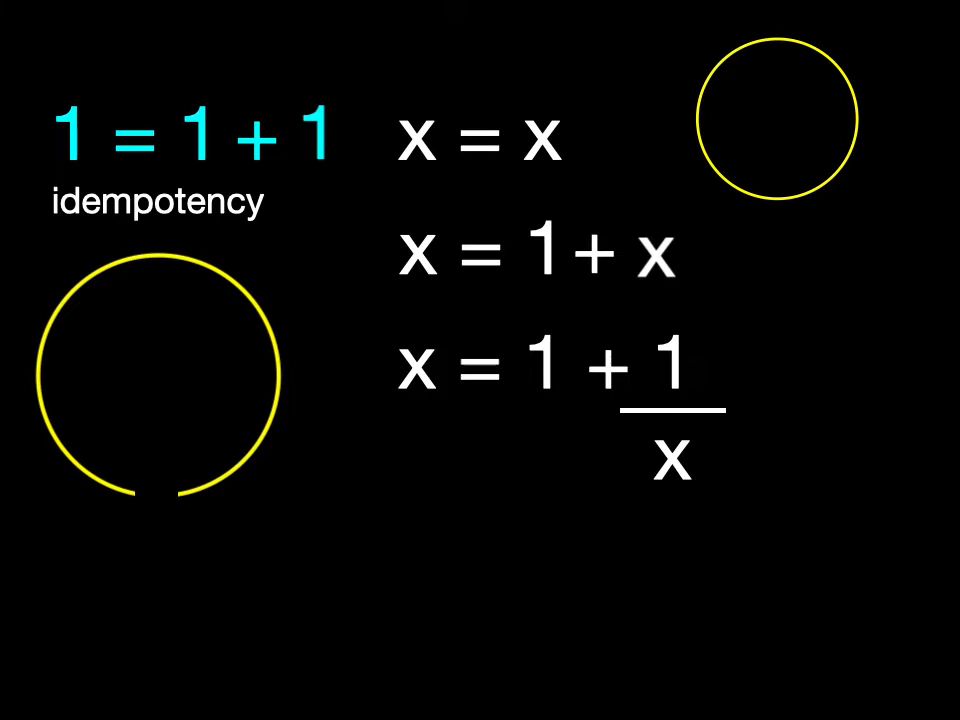 1 = 1 + 1
idempotency
x = x
x = 1 + x
x = 1 + 1
x